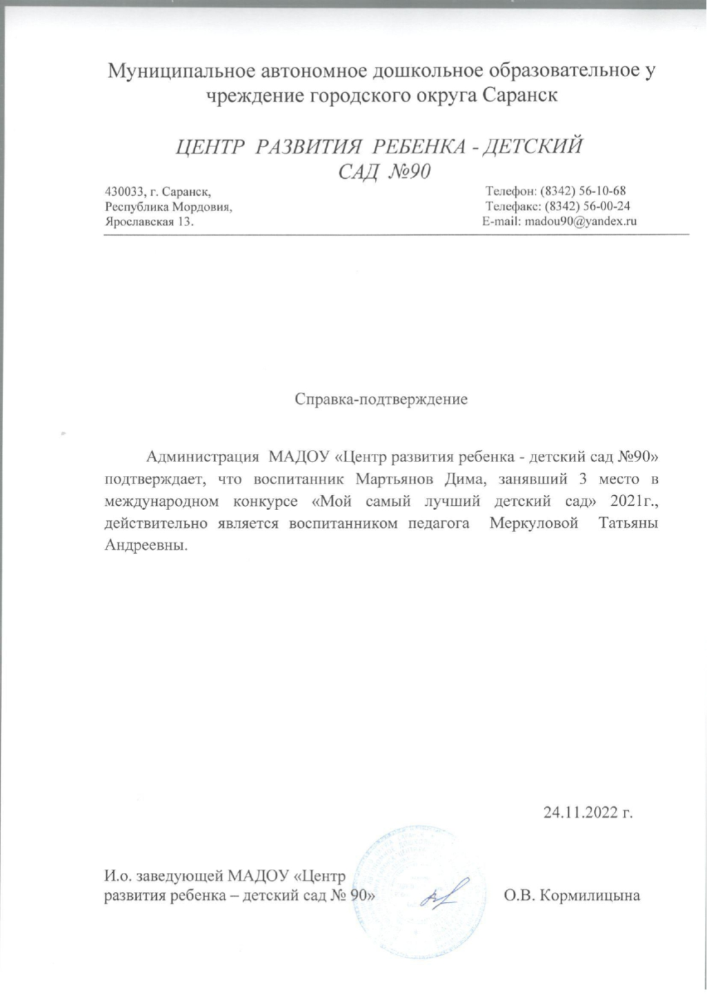 Муниципальное автономное дошкольное образовательное у
чреждение городского округа Саранск
ЦЕНТР РАЗВИТИЯ РЕБЕНКА - ДЕТСКИЙ
САД №90
430033, г. Саранск,
Республика Мордовия,
Ярославская 13.
Телефон: (8342) 56-10-68
Телефакс: (8342) 56-00-24
E-mail: madou90@yandex.ru
Справка-подтверждение
Администрация МАДОУ «Центр развития ребенка - детский сад №90»
подтверждает, что воспитанник Мартьянов Дима, занявший 3 место в
международном конкурсе «Мой самый лучший детский сад» 2021г.,
действительно является воспитанником педагога Меркуловой Татьяны
Андреевны.
24.11.2022 г.
И.о. заведующей МАДОУ «Центр
развития ребенка – детский сад № 90»
О.В. Кормилицына